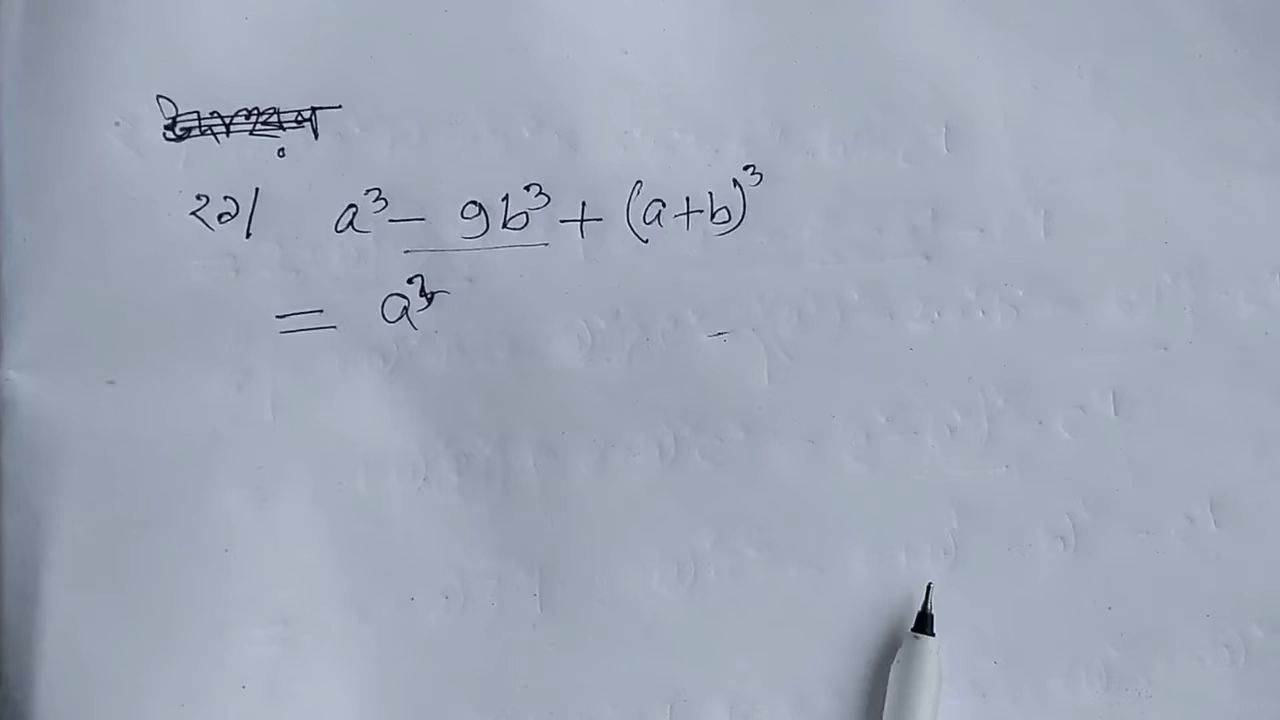 ২২। a³ - 9b³ + (a+b)³
= a³